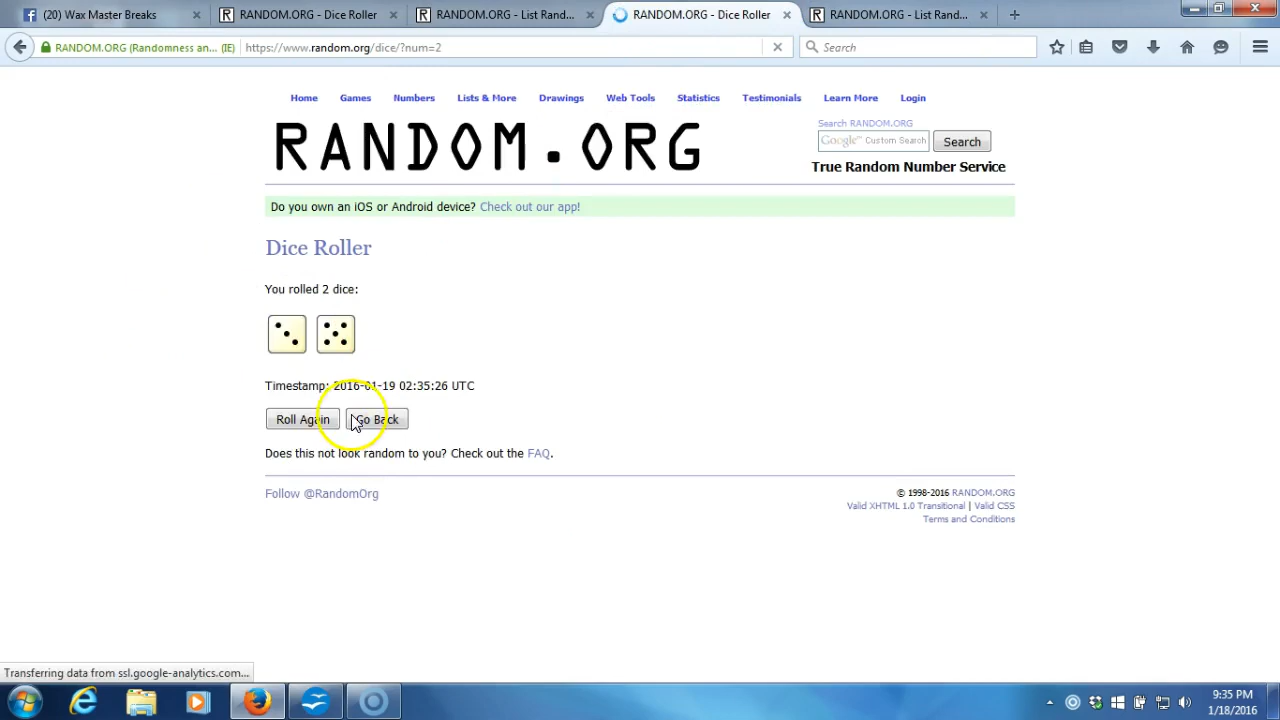 (20) Wax Master Breaks
RANDOM.ORG - Dice Roller
RANDOM.ORG - List Rand...
RANDOM.ORG - Dice Roller
RANDOM.ORG - List Rand...
RANDOM.ORG (Randomness an... (IE)
https://www.random.org/dice/?num=2
Search
Home Games Numbers Lists & More Drawings Web Tools Statistics Testimonials Learn More Login
RANDOM.ORG
Search RANDOM.ORG
Google™ Custom Search
Search
True Random Number Service
Do you own an iOS or Android device? Check out our app!
Dice Roller
You rolled 2 dice:
Timestamp: 2016-01-19 02:35:26 UTC
Roll Again
Go Back
Does this not look random to you? Check out the FAQ.
Follow @RandomOrg
© 1998-2016 RANDOM.ORG
Valid XHTML 1.0 Transitional | Valid CSS
Terms and Conditions
Transferring data from ssl.google-analytics.com...
9:35 PM
1/18/2016